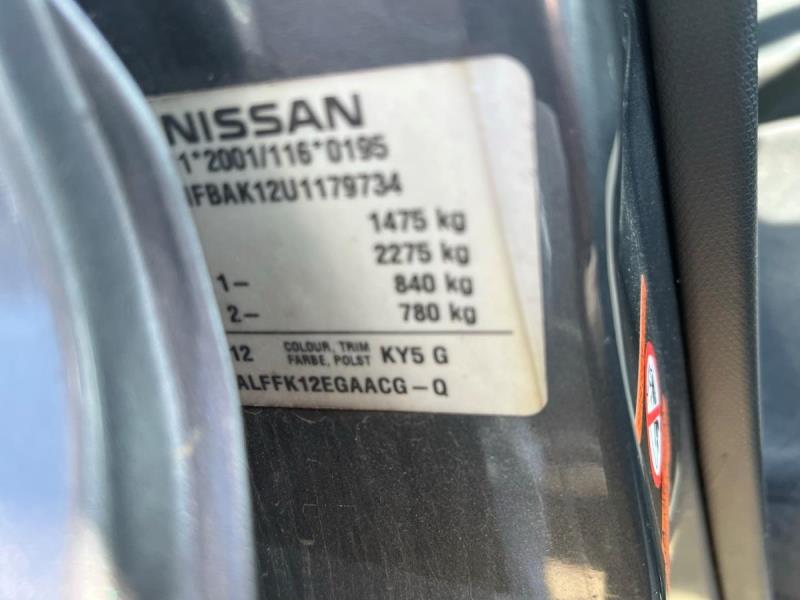 NISSAN
1*2001/116*0195
NFBAK12U1179734
1475 kg
2275 kg
1- 840 kg
2- 780 kg
12 COLOUR, TRIM KY5 G
FARBE, POLST
ALFFK12EGAACG-Q